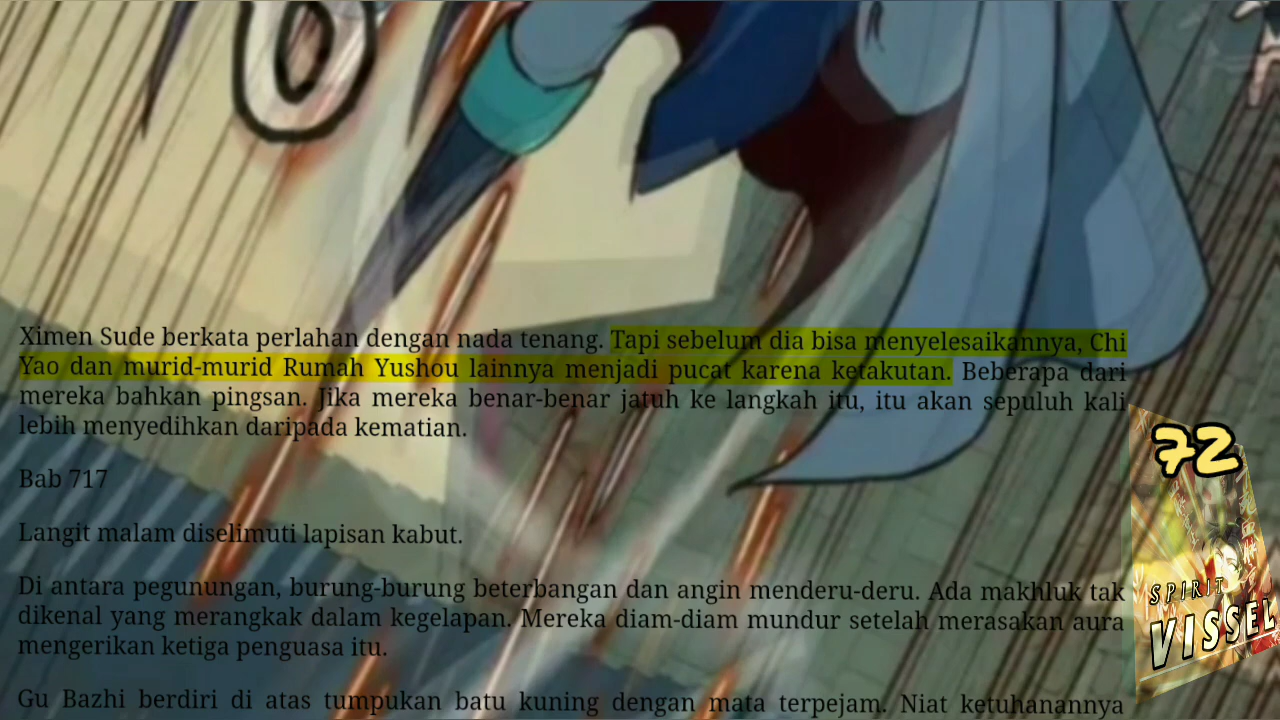 Ximen Sude berkata perlahan dengan nada tenang. Tapi sebelum dia bisa menyelesaikannya, Chi
Yao dan murid-murid Rumah Yushou lainnya menjadi pucat karena ketakutan. Beberapa dari
mereka bahkan pingsan. Jika mereka benar-benar jatuh ke langkah itu, itu akan sepuluh kali
lebih menyedihkan daripada kematian.
Bab 717
Langit malam diselimuti lapisan kabut.
Di antara pegunungan, burung-burung beterbangan dan angin menderu-deru. Ada makhluk tak
dikenal yang merangkak dalam kegelapan. Mereka diam-diam mundur setelah merasakan aura
mengerikan ketiga penguasa itu.
Gu Bazhi berdiri di atas tumpukan batu kuning dengan mata terpejam. Niat ketuhanannya
72
SPIRIT
VISSEL